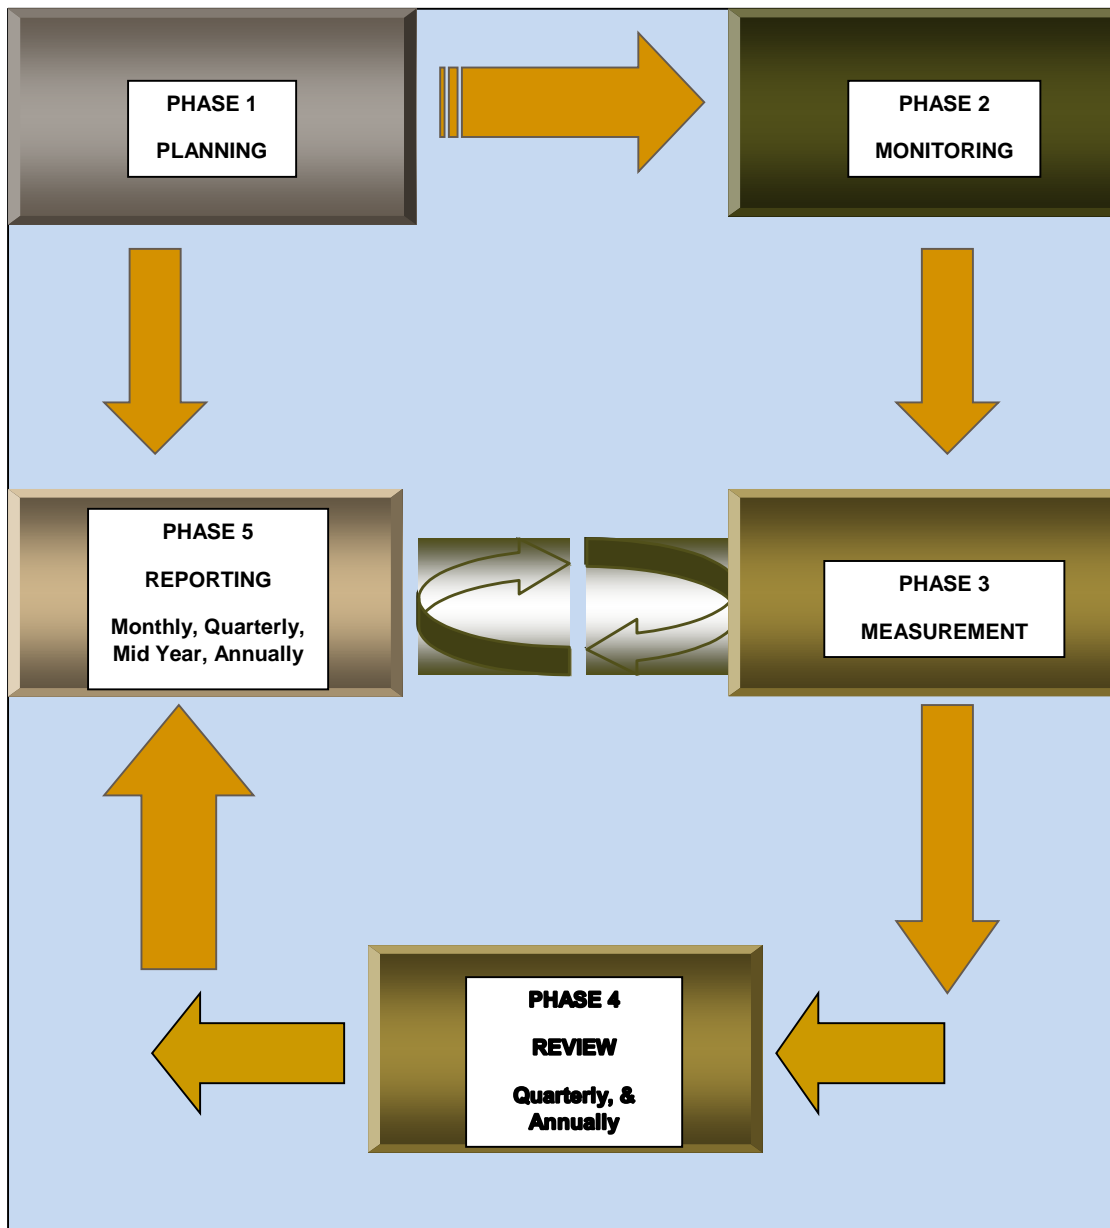 PHASE 1
PLANNING
PHASE 2
MONITORING
PHASE 5
REPORTING
Monthly, Quarterly,
Mid Year, Annually
PHASE 3
MEASUREMENT
PHASE 4
REVIEW
Quarterly, &
Annually